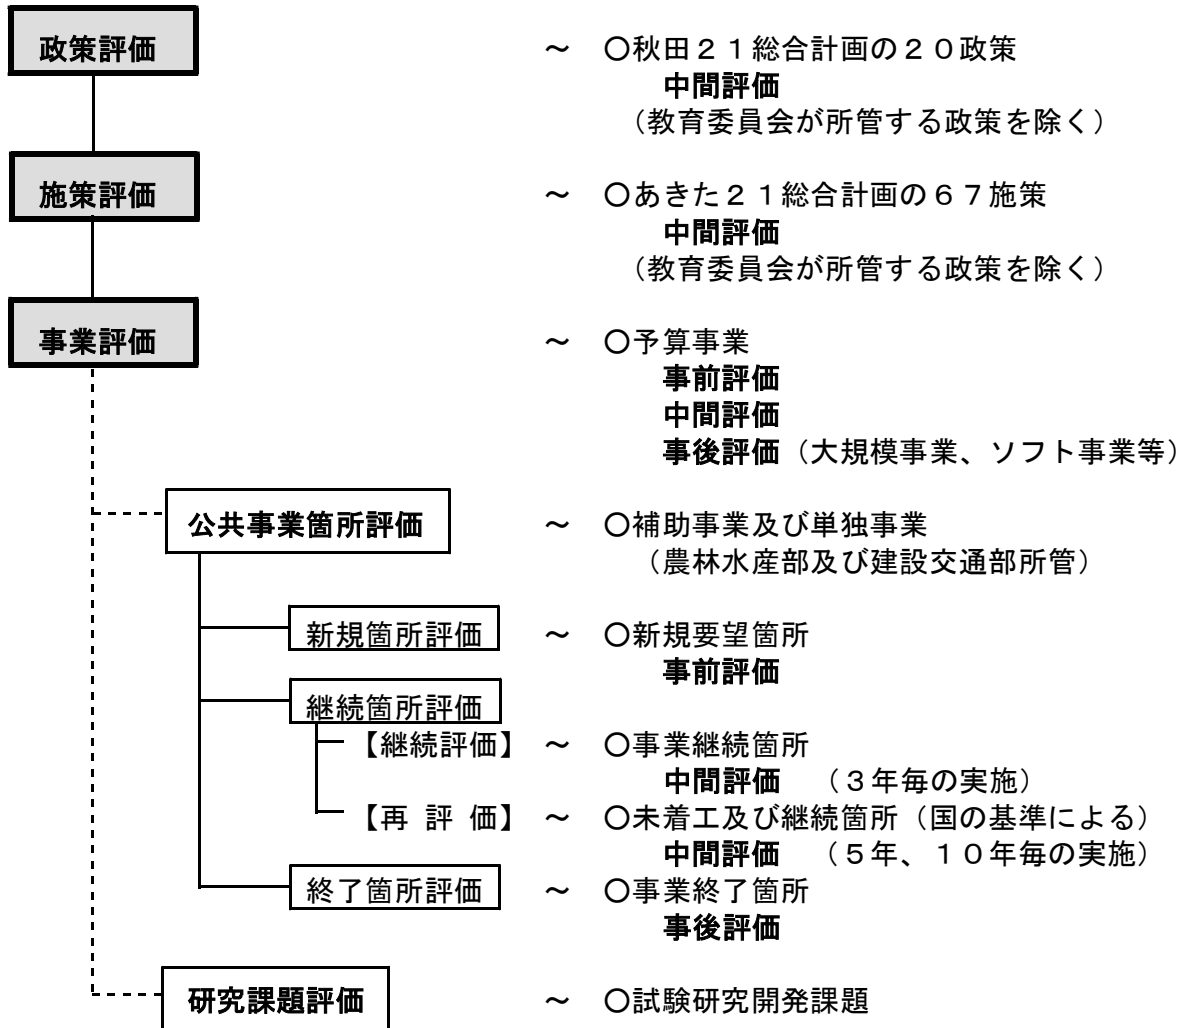 政策評価 ～ ○秋田２１総合計画の２０政策
中間評価
（教育委員会が所管する政策を除く）
施策評価 ～ ○あきた２１総合計画の６７施策
中間評価
（教育委員会が所管する政策を除く）
事業評価 ～ ○予算事業
事前評価
中間評価
事後評価（大規模事業、ソフト事業等）
公共事業箇所評価 ～ ○補助事業及び単独事業
（農林水産部及び建設交通部所管）
新規箇所評価 ～ ○新規要望箇所
事前評価
継続箇所評価
【継続評価】 ～ ○事業継続箇所
中間評価 （３年毎の実施）
【再 評 価】 ～ ○未着工及び継続箇所（国の基準による）
中間評価 （５年、１０年毎の実施）
終了箇所評価 ～ ○事業終了箇所
事後評価
研究課題評価 ～ ○試験研究開発課題